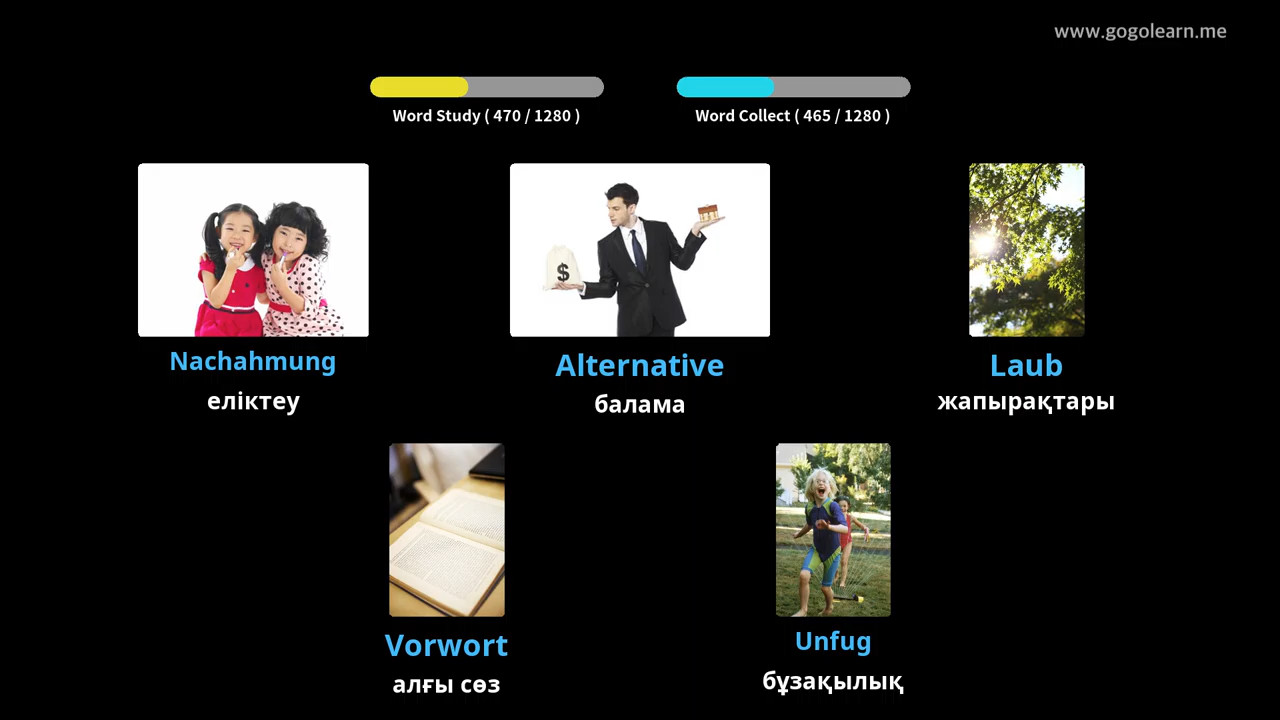 www.gogolearn.me
Word Study ( 470 / 1280 )
Word Collect ( 465 / 1280 )
Nachahmung
еліктеу
Alternative
балама
Laub
жапырақтары
$
Vorwort
алғы сөз
Unfug
бұзақылық